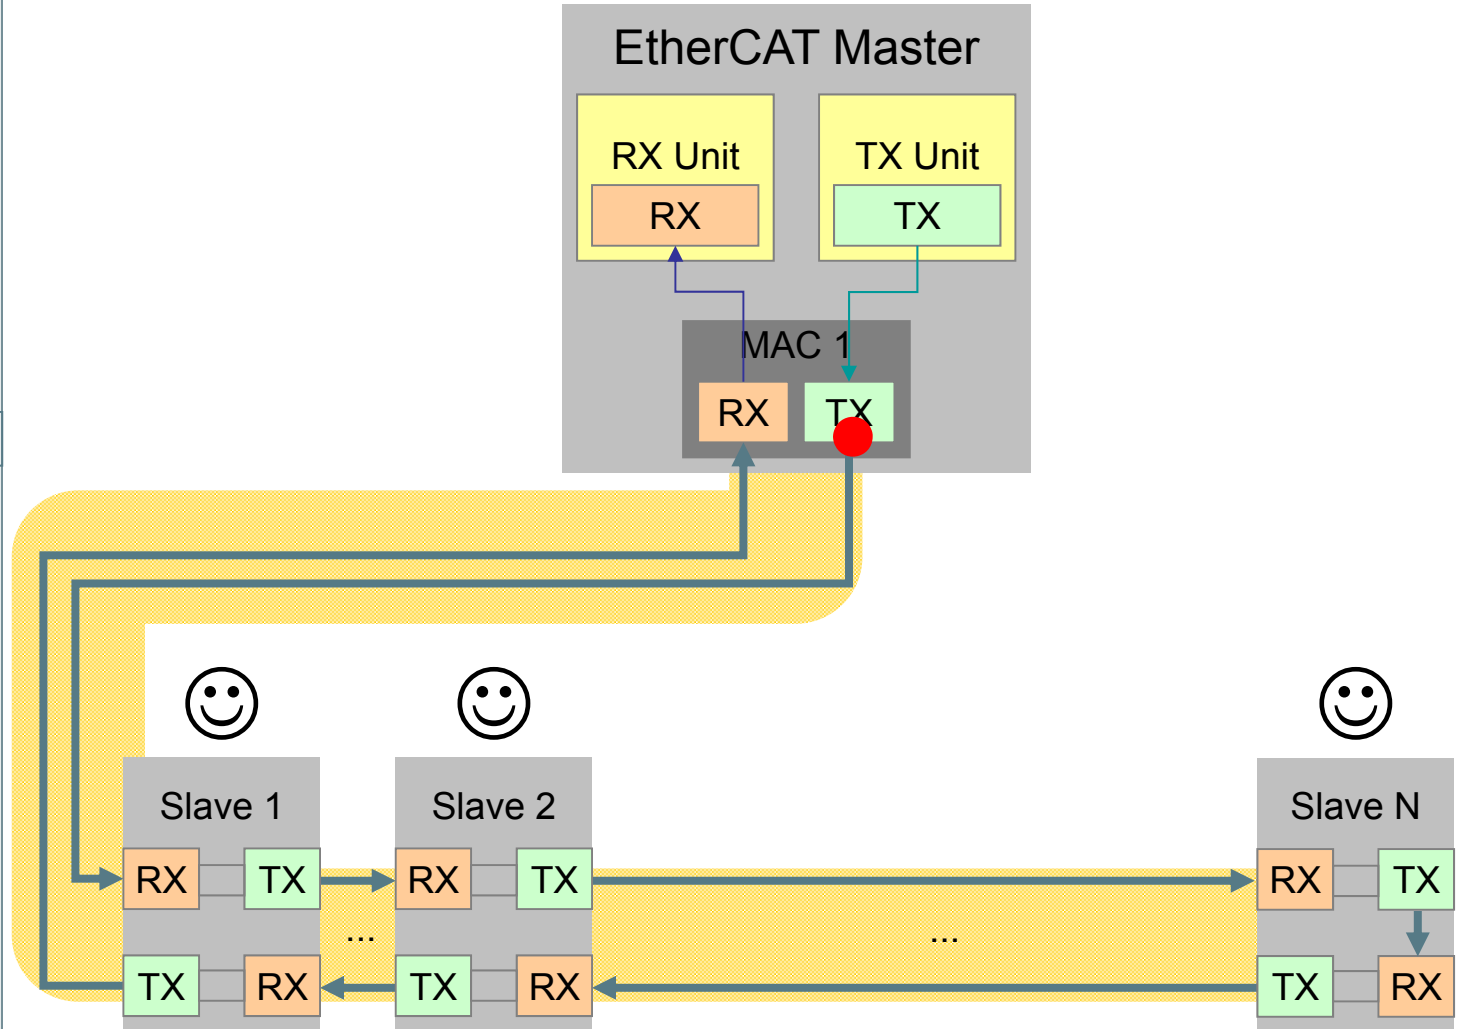 EtherCAT Master
RX Unit
TX Unit
RX
TX
MAC 1
RX
TX
Slave 1
Slave 2
Slave N
RX
TX
RX
TX
RX
TX
...
...
TX
RX
TX
RX
TX
RX